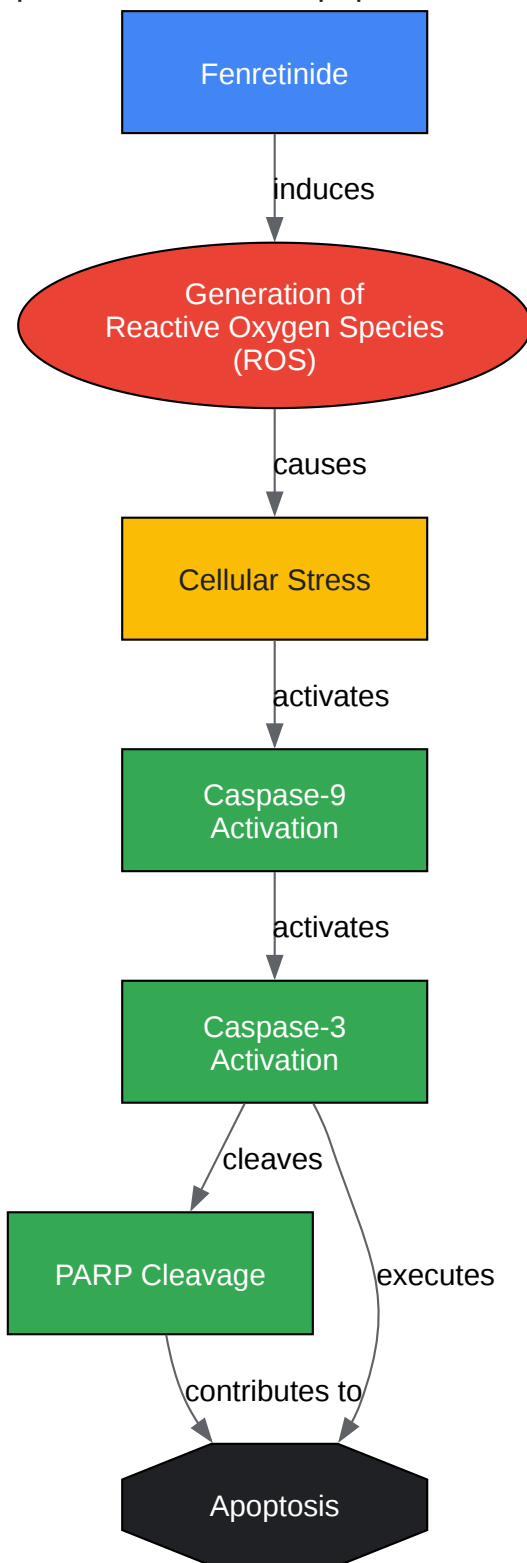 Fenretinide
induces
Generation of
Reactive Oxygen Species
(ROS)
causes
Cellular Stress
activates
Caspase-9
Activation
activates
Caspase-3
Activation
cleaves
PARP Cleavage
executes
contributes to
Apoptosis